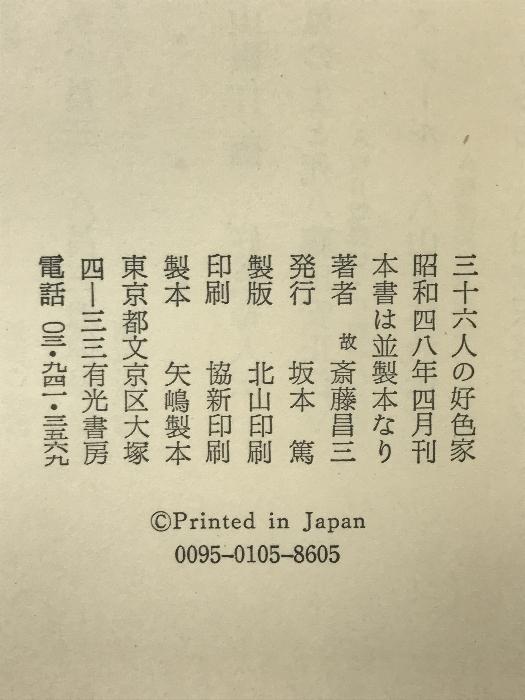 三十六人の好色家
昭和四八年四月刊
本書は並製本なり
著者 故 斎藤昌三
発行 坂本 篤
製版 北山印刷
印刷 協新印刷
製本 矢嶋製本
東京都文京区大塚
四―三三有光書房
電話 〇三・九四一・三五六九
©Printed in Japan
0095-0105-8605